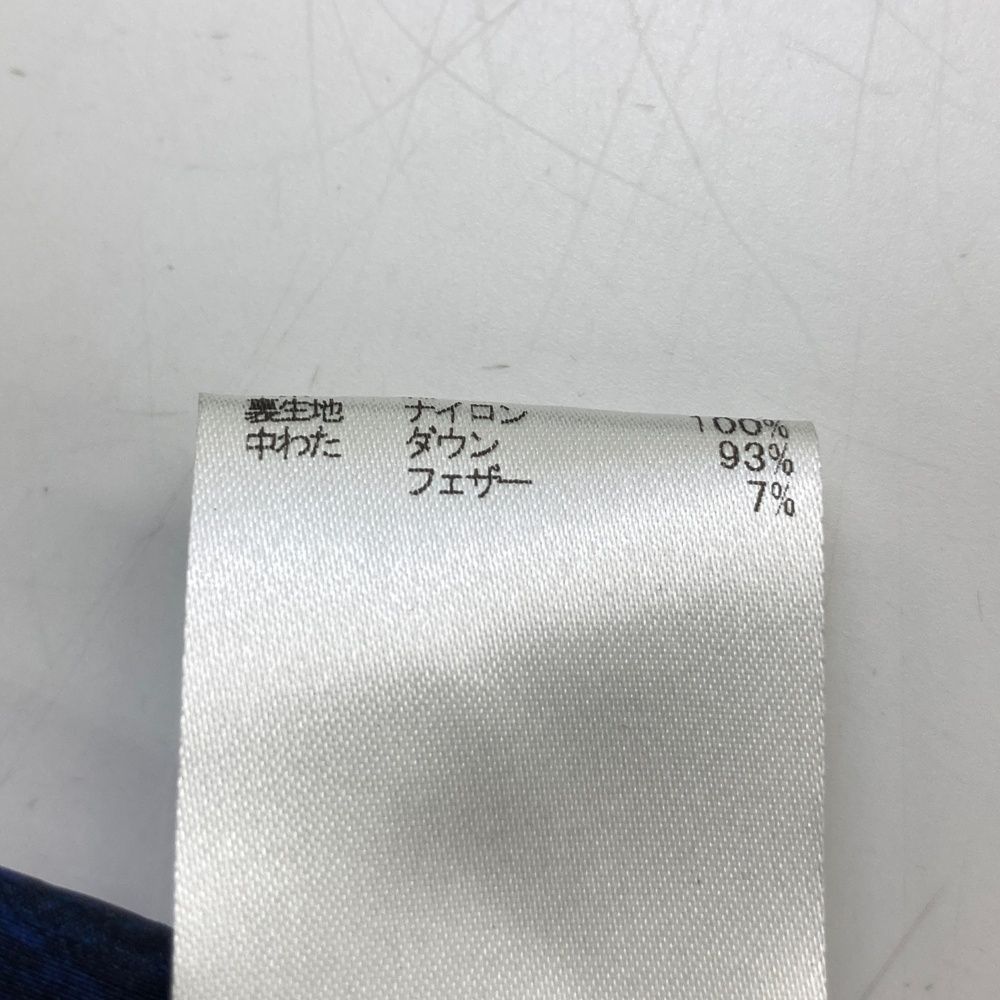 裏生地 ナイロン 100%
中わた ダウン 93%
フェザー 7%